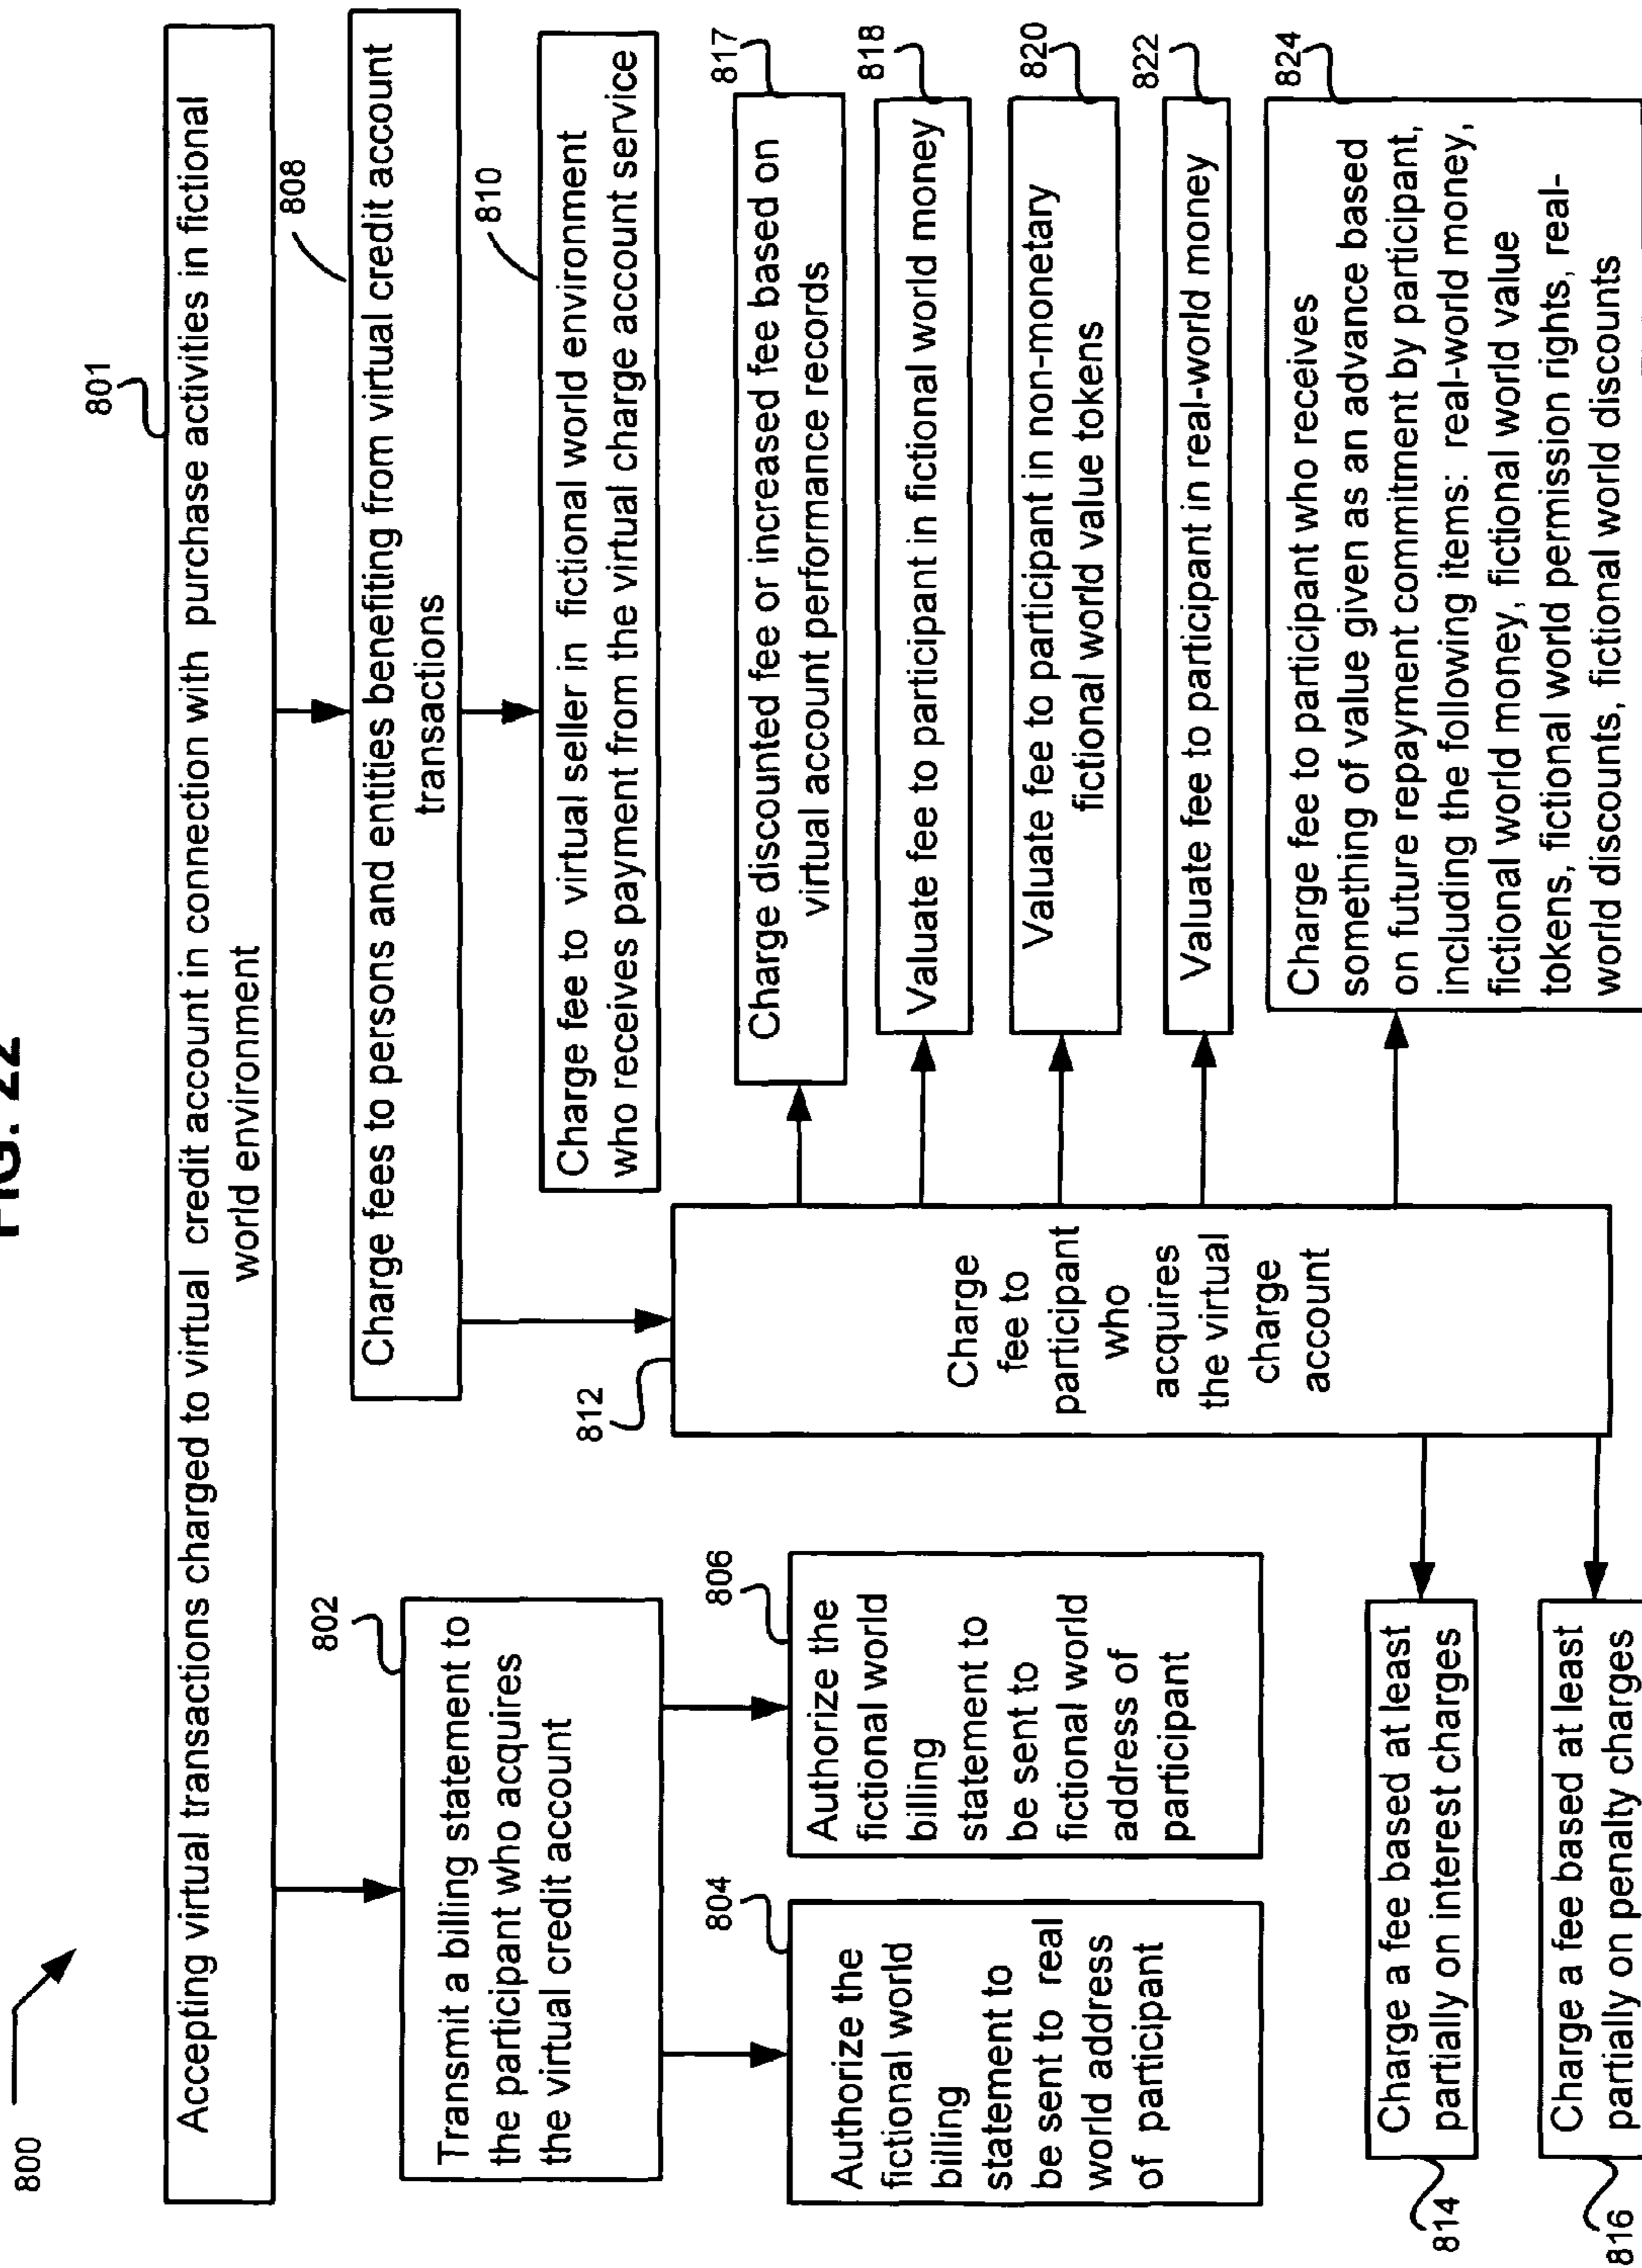 FIG. 22
800
801
Accepting virtual transactions charged to virtual credit account in connection with purchase activities in fictional
world environment
802
Transmit a billing statement to
the participant who acquires
the virtual credit account
804
Authorize the
fictional world
billing
statement to
be sent to real
world address
of participant
806
Authorize the
fictional world
billing
statement to
be sent to
fictional world
address of
participant
808
Charge fees to persons and entities benefiting from virtual credit account
transactions
810
Charge fee to virtual seller in fictional world environment
who receives payment from the virtual charge account service
812
Charge
fee to
participant
who
acquires
the virtual
charge
account
814
Charge a fee based at least
partially on interest charges
816
Charge a fee based at least
partially on penalty charges
817
Charge discounted fee or increased fee based on
virtual account performance records
818
Valuate fee to participant in fictional world money
820
Valuate fee to participant in non-monetary
fictional world value tokens
822
Valuate fee to participant in real-world money
824
Charge fee to participant who receives
something of value given as an advance based
on future repayment commitment by participant,
including the following items: real-world money,
fictional world money, fictional world value
tokens, fictional world permission rights, real-
world discounts, fictional world discounts